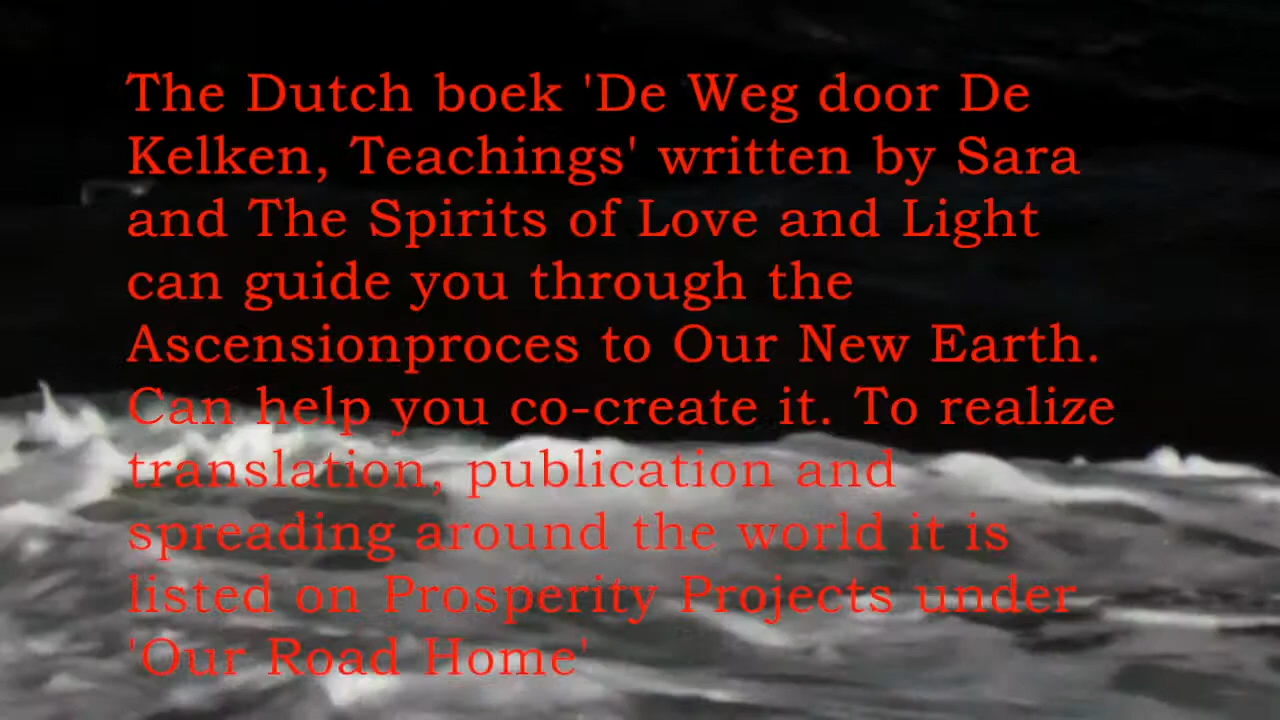 The Dutch boek 'De Weg door De
Kelken, Teachings' written by Sara
and The Spirits of Love and Light
can guide you through the
Ascensionproces to Our New Earth.
Can help you co-create it. To realize
translation, publication and
spreading around the world it is
listed on Prosperity Projects under
'Our Road Home'